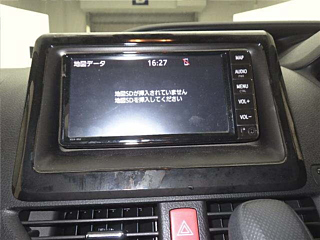 地図データ 16:27
地図SDが挿入されていません
地図SDを挿入してください
MAP
AUDIO
MENU
VOL+
VOL-